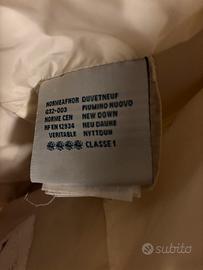 NORMEAFNOR DUVETNEUF
G32-003 PIUMINO NUOVO
NORME CEN NEW DOWN
NF EN 12934 NEU DAUNE
VERITABLE NYTTDUN
CLASSE 1
subito